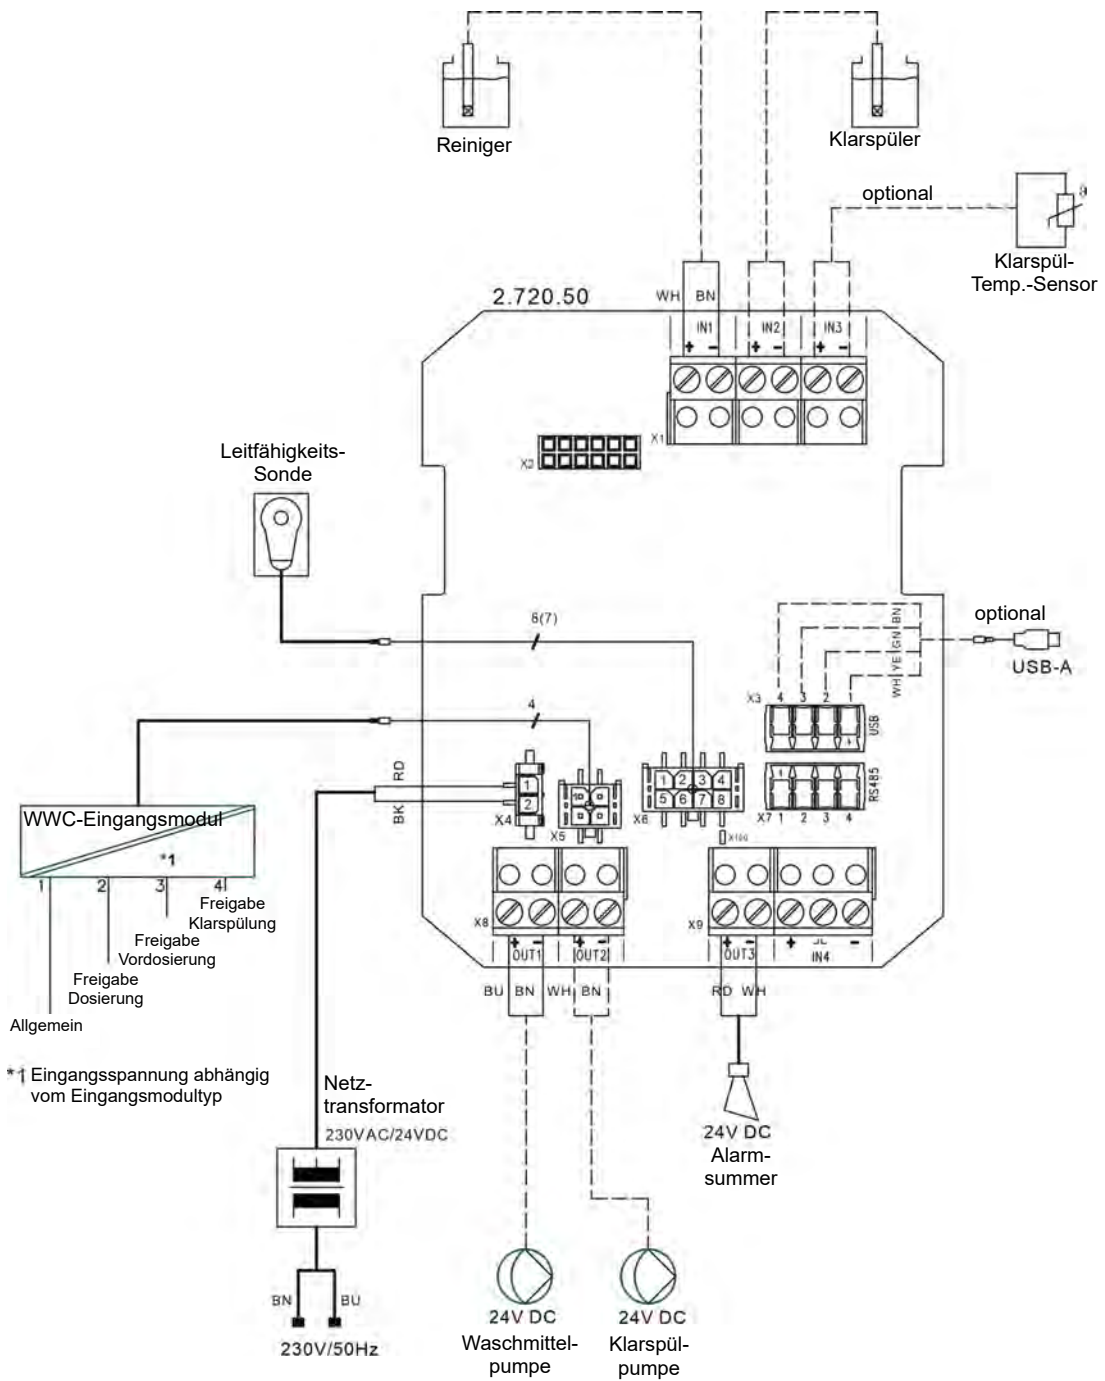 Reiniger
Klarspüler
optional
Klarspül-
Temp.-Sensor
2.720.50
WH BN
IN1 IN2 IN3
+ - + - + -
X1
X2
Leitfähigkeits-
Sonde
6(7)
optional
USB-A
WH YE GN BN
X3 4 3 2 1
USB
4
RD
BK
X4 1 2
X5
X6 1 2 3 4
5 6 7 8
RS485
X7 1 2 3 4
X100
WWC-Eingangsmodul
*1
1 2 3 4
Freigabe
Klarspülung
Freigabe
Vordosierung
Freigabe
Dosierung
Allgemein
*1 Eingangsspannung abhängig
vom Eingangsmodultyp
X8
+ - + -
OUT1 OUT2
X9
+ - + -
OUT3 IN4
BU BN WH BN
RD WH
Netz-
transformator
230VAC/24VDC
24V DC
Alarm-
summer
BN BU
230V/50Hz
24V DC
Waschmittel-
pumpe
24V DC
Klarspül-
pumpe